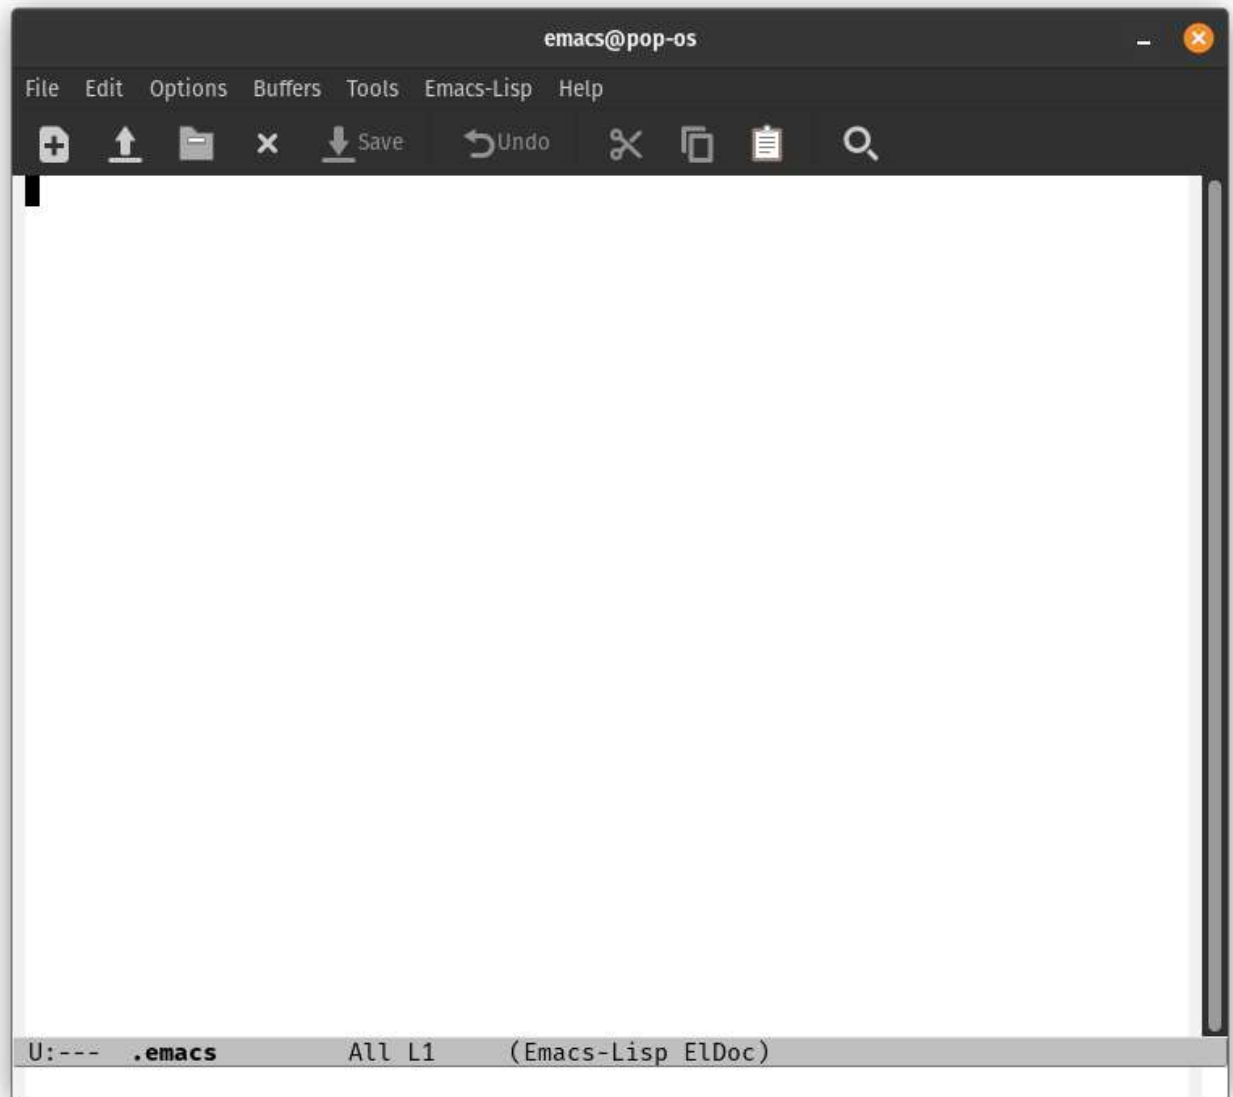 emacs@pop-os
File Edit Options Buffers Tools Emacs-Lisp Help
Save Undo
U:--- .emacs All L1 (Emacs-Lisp ElDoc)